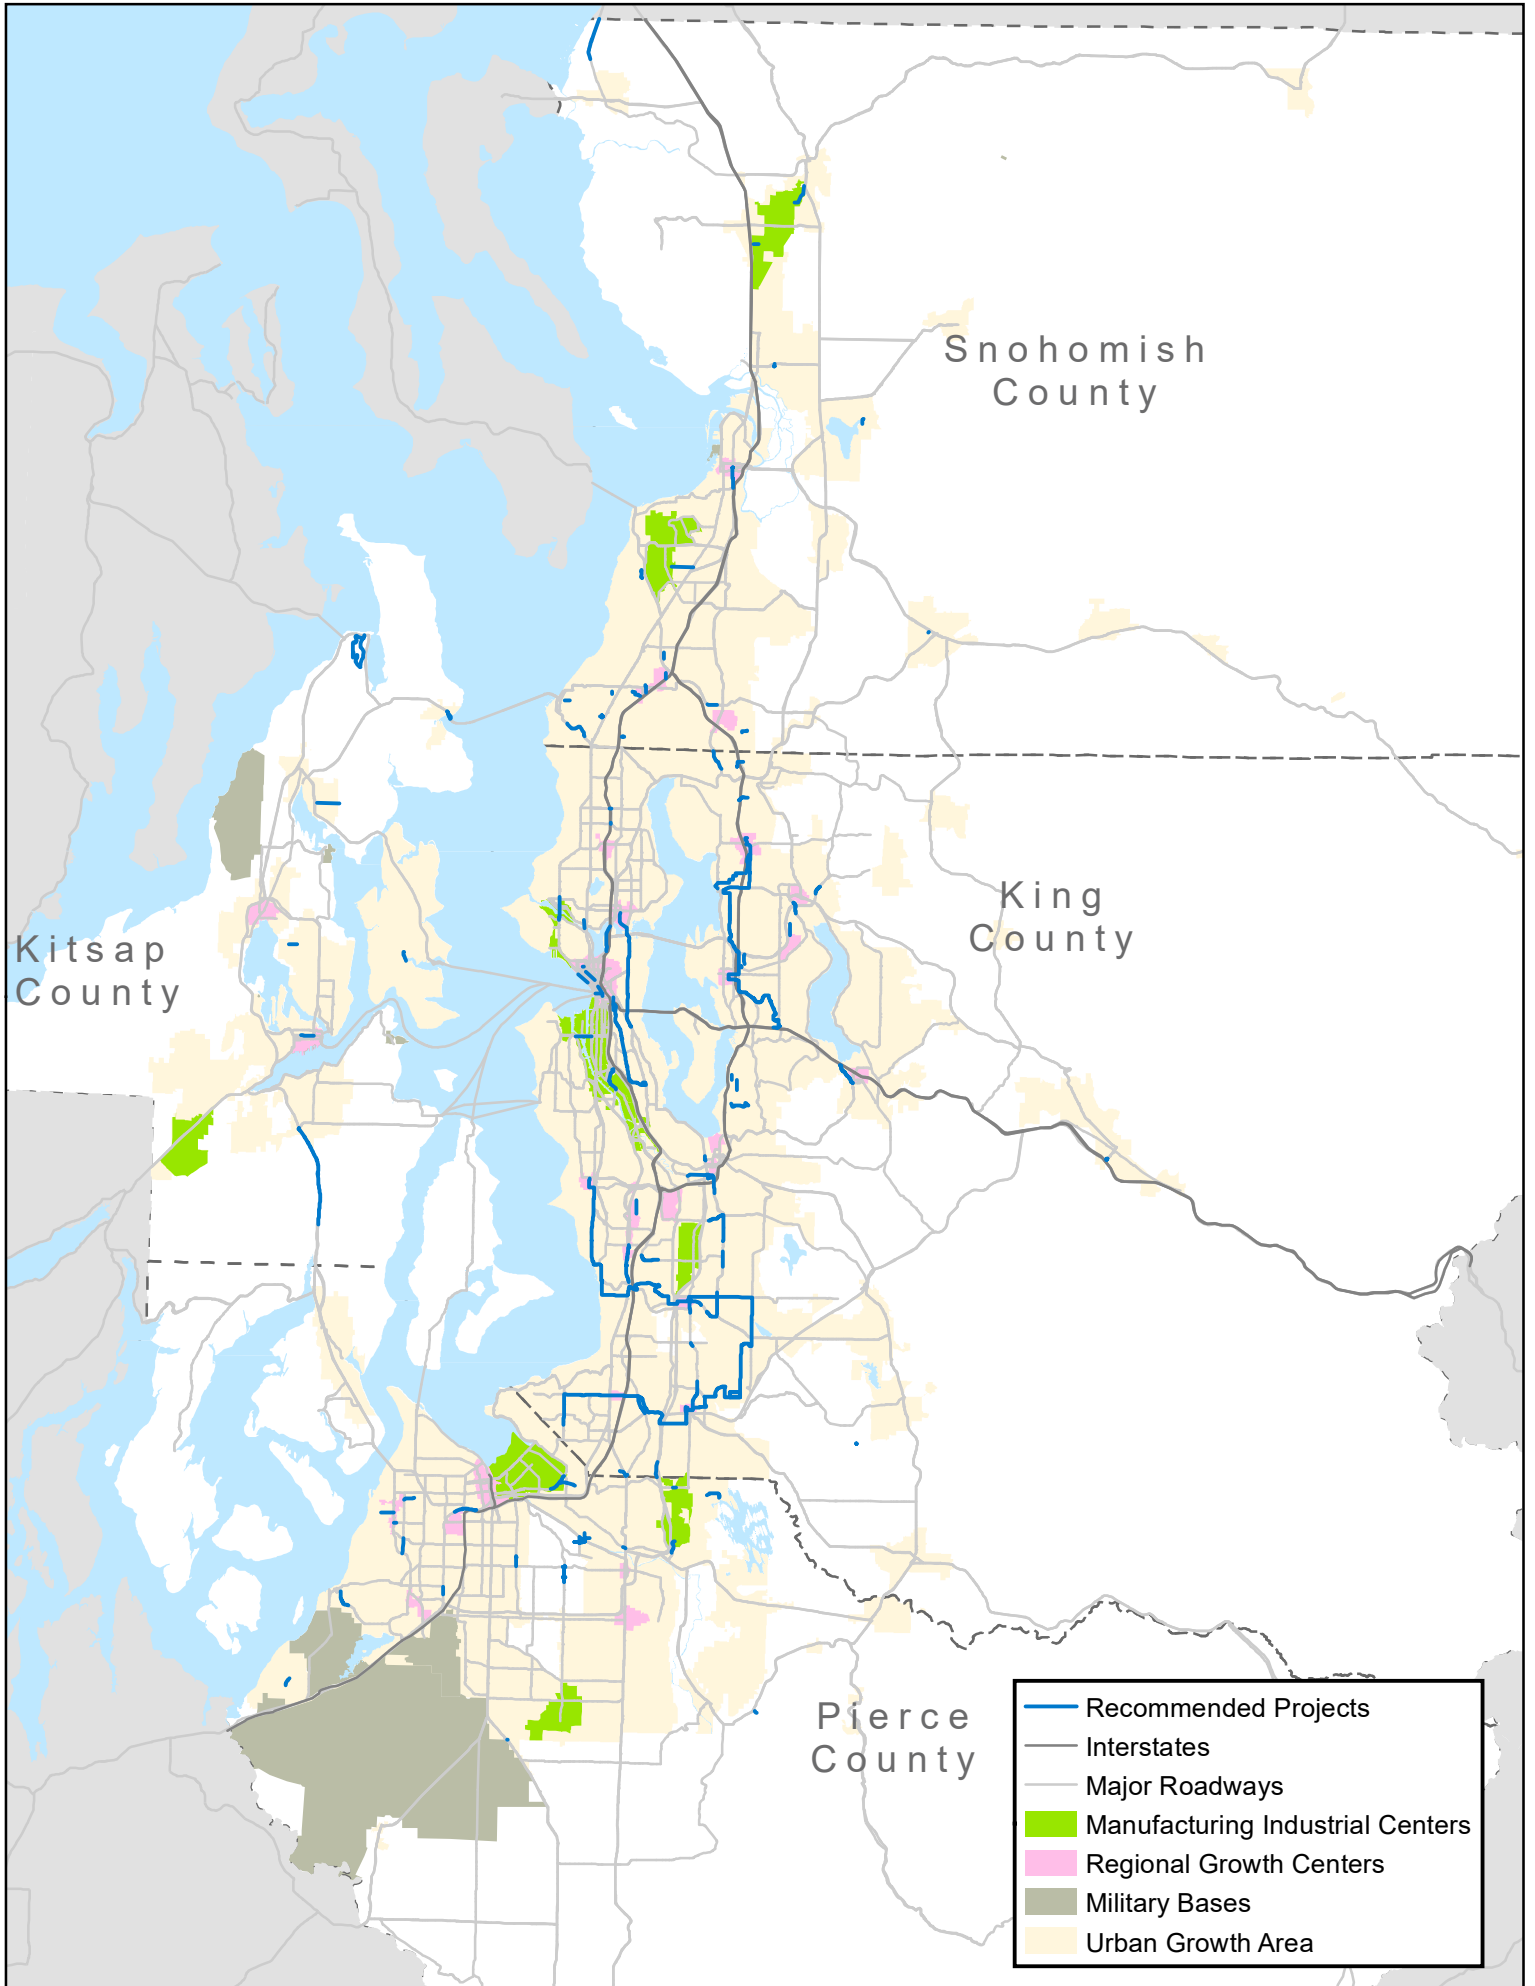 Snohomish
County
King
County
Kitsap
County
Pierce
County
Recommended Projects
Interstates
Major Roadways
Manufacturing Industrial Centers
Regional Growth Centers
Military Bases
Urban Growth Area